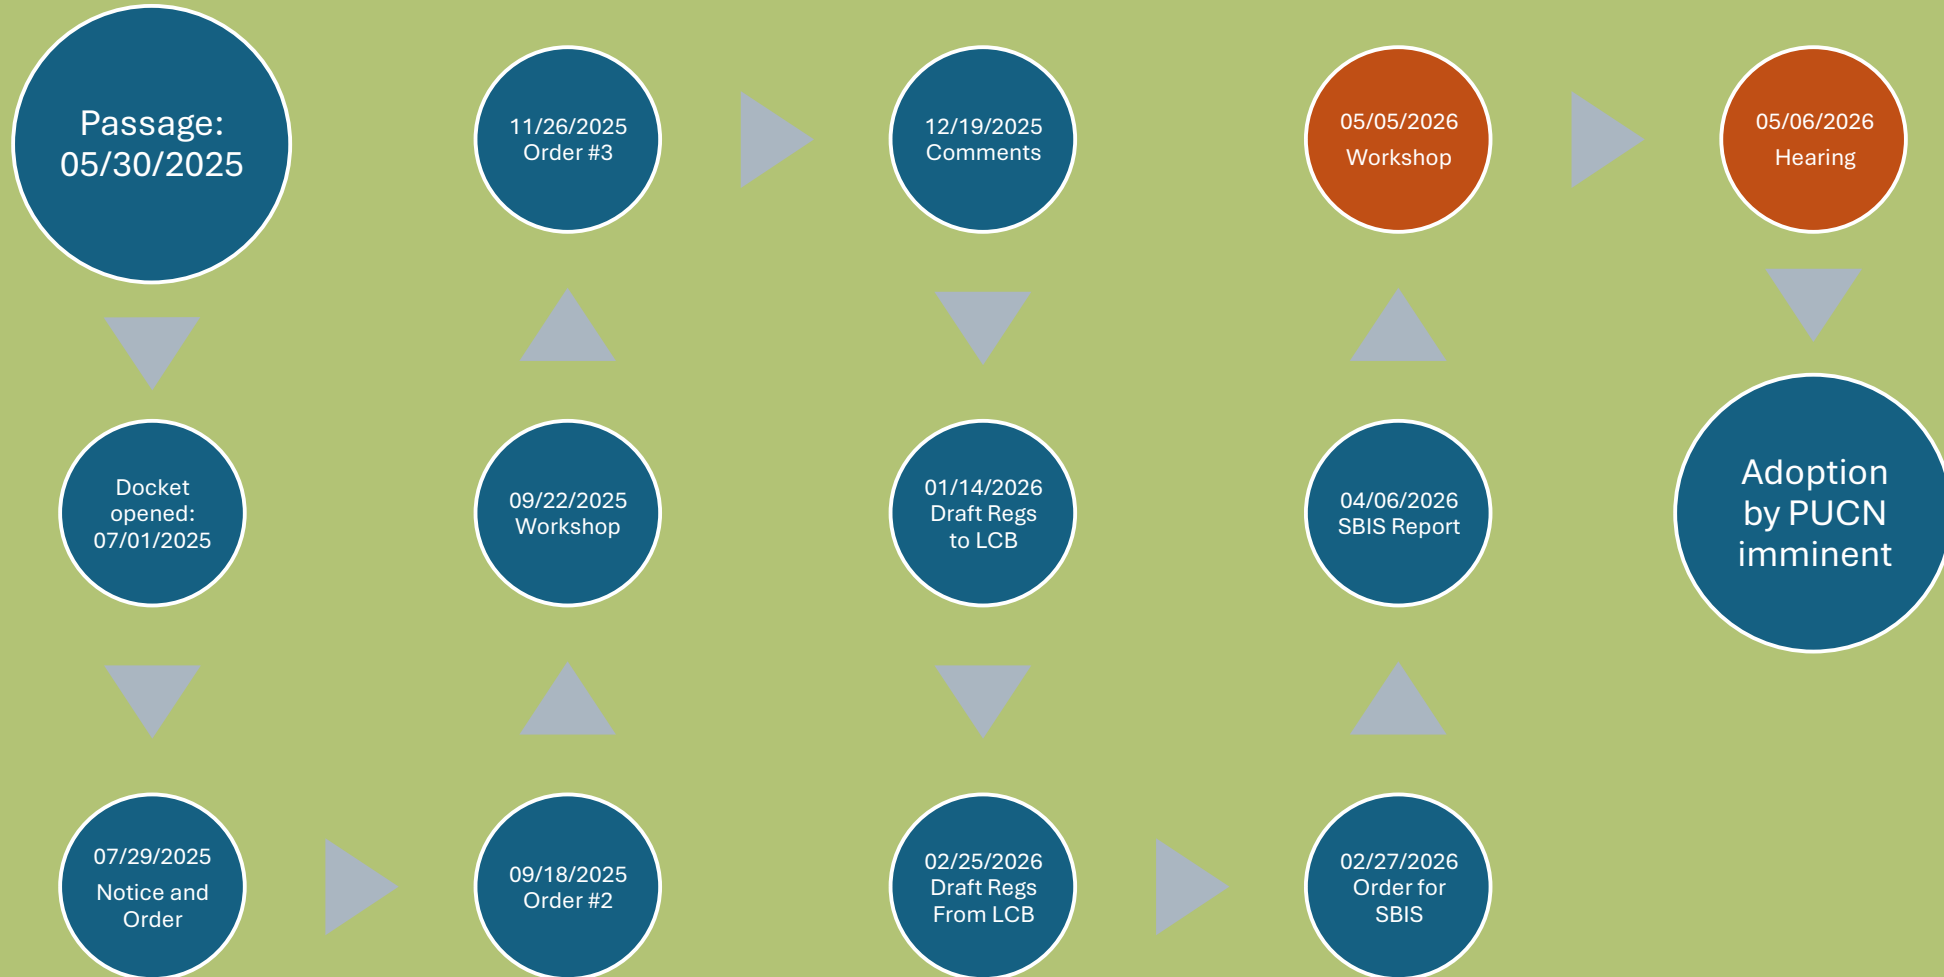 Passage:
05/30/2025
Docket
opened:
07/01/2025
07/29/2025
Notice and
Order
09/18/2025
Order #2
09/22/2025
Workshop
11/26/2025
Order #3
12/19/2025
Comments
01/14/2026
Draft Regs
to LCB
02/25/2026
Draft Regs
From LCB
02/27/2026
Order for
SBIS
04/06/2026
SBIS Report
05/05/2026
Workshop
05/06/2026
Hearing
Adoption
by PUCN
imminent